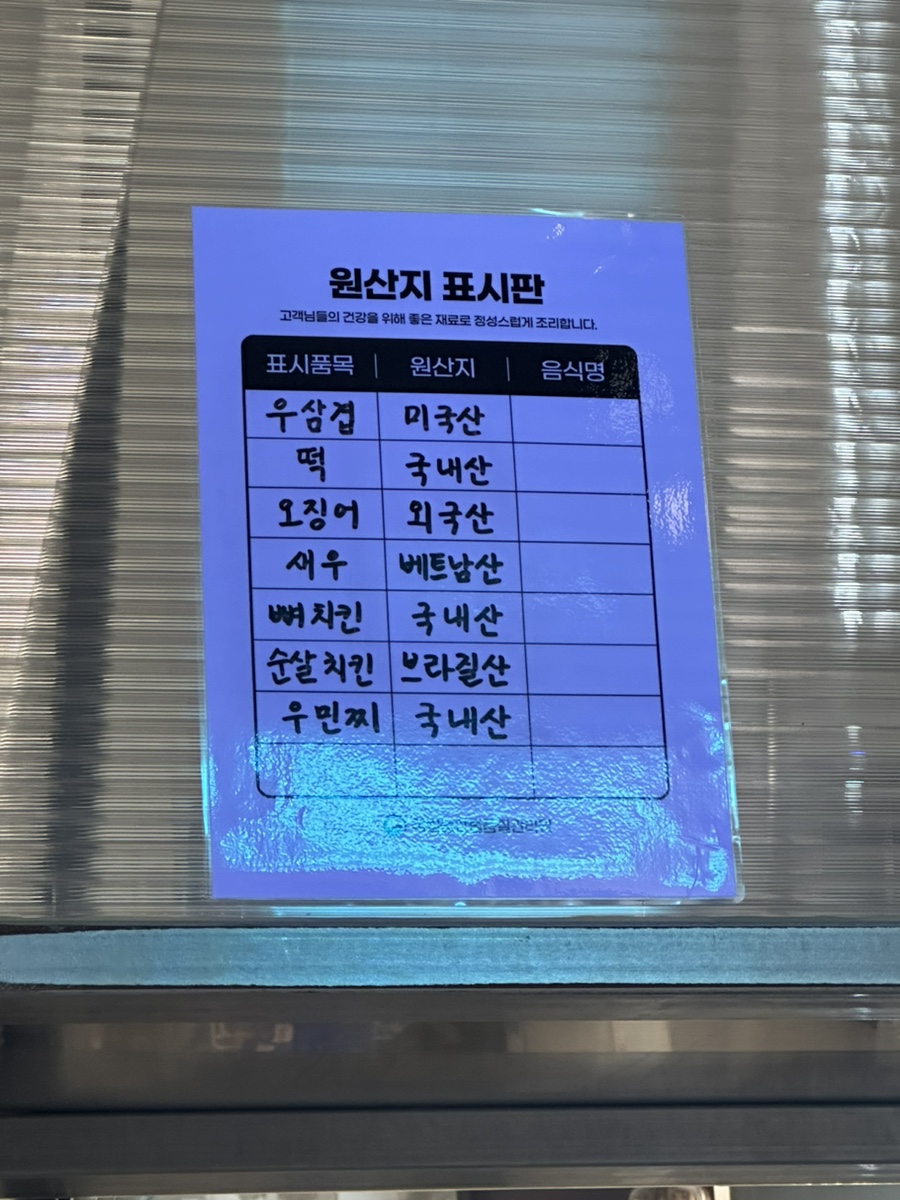 원산지 표시판
고객님들의 건강을 위해 좋은 재료로 정성스럽게 조리합니다.
표시품목 | 원산지 | 음식명
우삼겹 미국산
떡 국내산
오징어 외국산
새우 베트남산
뼈치킨 국내산
순살치킨 브라질산
우민찌 국내산